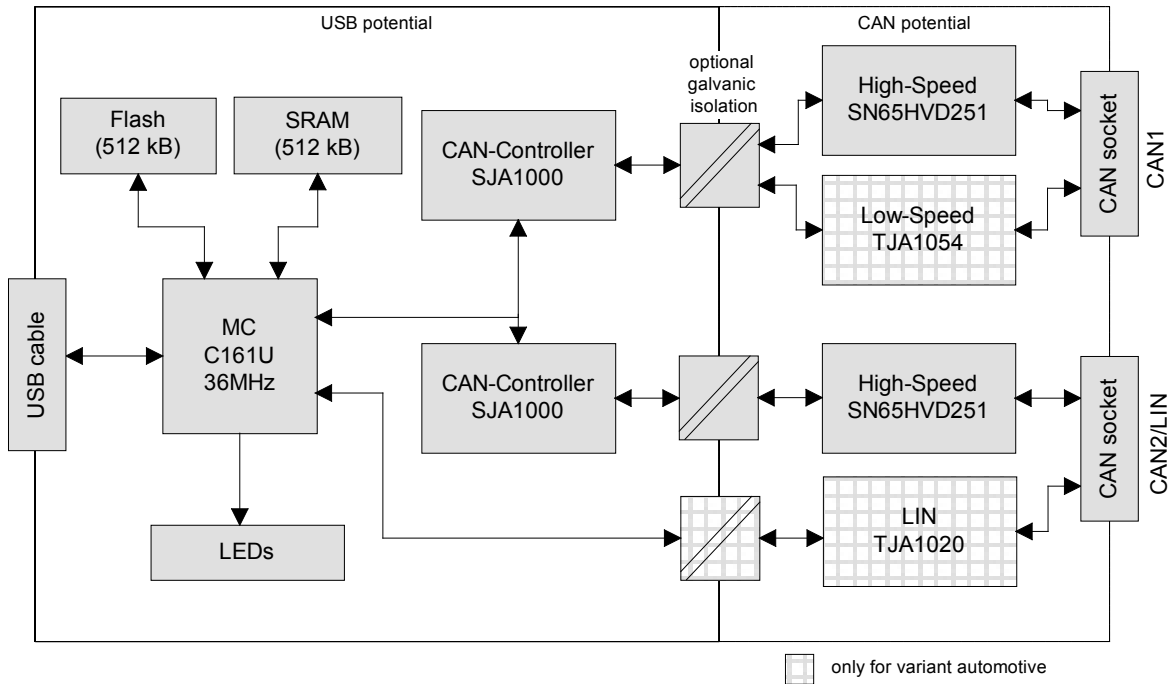 USB potential
CAN potential
optional
galvanic
isolation
Flash
(512 kB)
SRAM
(512 kB)
CAN-Controller
SJA1000
High-Speed
SN65HVD251
CAN socket
CAN1
Low-Speed
TJA1054
USB cable
MC
C161U
36MHz
CAN-Controller
SJA1000
High-Speed
SN65HVD251
CAN socket
CAN2/LIN
LIN
TJA1020
LEDs
only for variant automotive